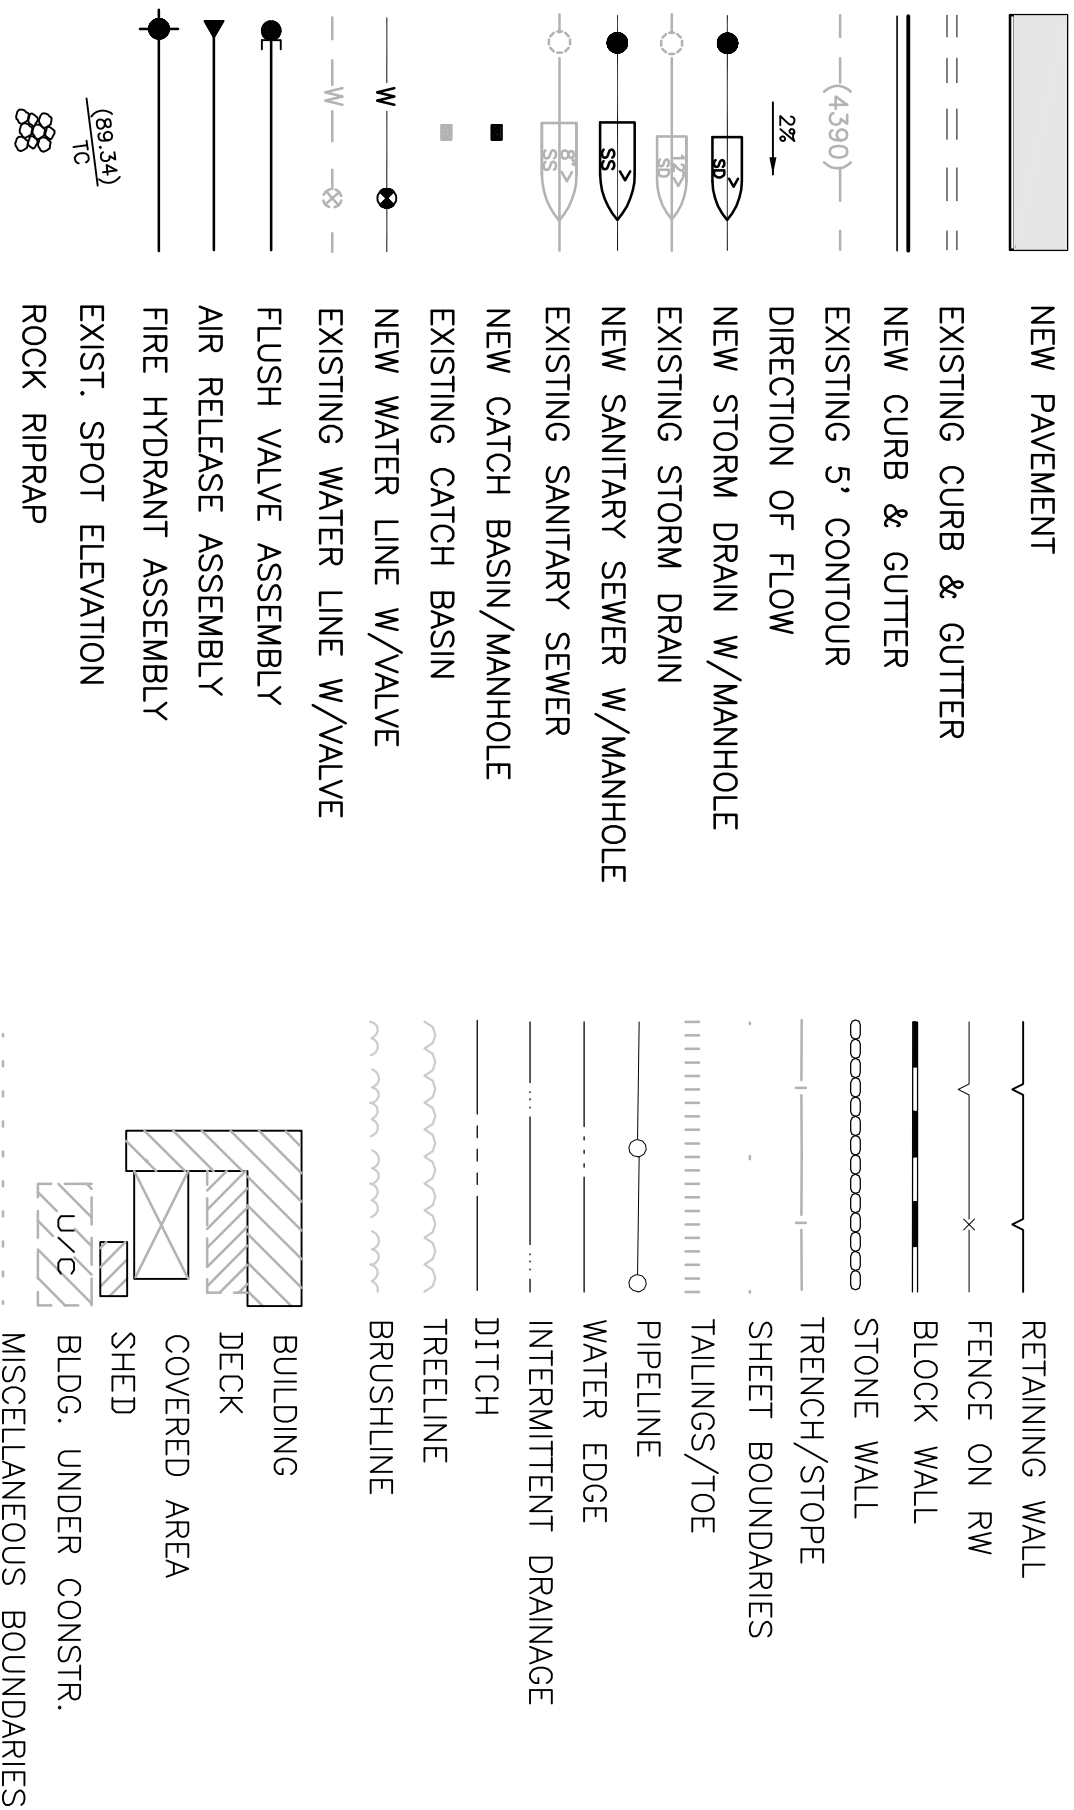 NEW PAVEMENT
EXISTING CURB & GUTTER
NEW CURB & GUTTER
(4390) EXISTING 5' CONTOUR
2% DIRECTION OF FLOW
SD > NEW STORM DRAIN W/MANHOLE
12"> SD EXISTING STORM DRAIN
SS > NEW SANITARY SEWER W/MANHOLE
8" > SS EXISTING SANITARY SEWER
NEW CATCH BASIN/MANHOLE
EXISTING CATCH BASIN
W NEW WATER LINE W/VALVE
W EXISTING WATER LINE W/VALVE
FLUSH VALVE ASSEMBLY
AIR RELEASE ASSEMBLY
FIRE HYDRANT ASSEMBLY
(89.34)
TC
EXIST. SPOT ELEVATION
ROCK RIPRAP
RETAINING WALL
FENCE ON RW
BLOCK WALL
STONE WALL
TRENCH/STOPE
SHEET BOUNDARIES
TAILINGS/TOE
PIPELINE
WATER EDGE
INTERMITTENT DRAINAGE
DITCH
TREELINE
BRUSHLINE
BUILDING
DECK
COVERED AREA
SHED
U/C BLDG. UNDER CONSTR.
MISCELLANEOUS BOUNDARIES